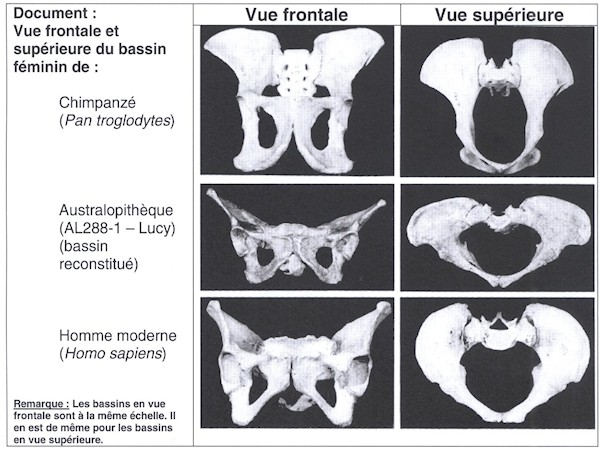 Document :
Vue frontale et
supérieure du bassin
féminin de :
Vue frontale
Vue supérieure
Chimpanzé
(Pan troglodytes)
Australopithèque
(AL288-1 – Lucy)
(bassin
reconstitué)
Homme moderne
(Homo sapiens)
Remarque : Les bassins en vue
frontale sont à la même échelle. Il
en est de même pour les bassins
en vue supérieure.